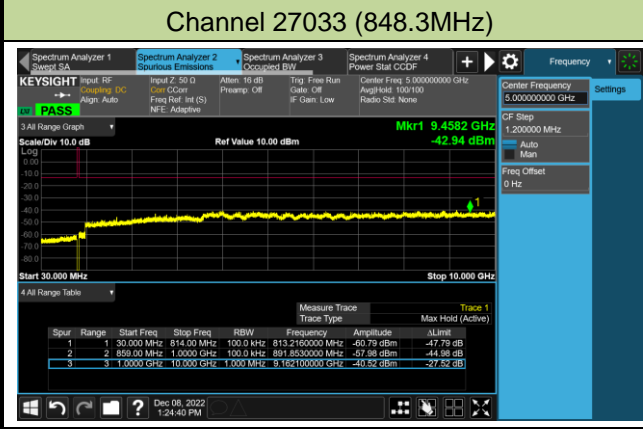 Channel 27033 (848.3MHz)
Spectrum Analyzer 1
Swept SA
Spectrum Analyzer 2
Spurious Emissions
Spectrum Analyzer 3
Occupied BW
Spectrum Analyzer 4
Power Stat CCDF
Frequency
KEYSIGHT
Input: RF
Coupling: DC
Align: Auto
Input Z: 50 Ω
Corr CCorr
Freq Ref: Int (S)
NFE: Adaptive
Atten: 16 dB
Preamp: Off
Trig: Free Run
Gate: Off
IF Gain: Low
Center Freq: 5.000000000 GHz
Avg|Hold: 100/100
Radio Std: None
PASS
Center Frequency
5.000000000 GHz
Settings
CF Step
1.200000 MHz
Auto
Man
Freq Offset
0 Hz
3 All Range Graph
Mkr1 9.4582 GHz
Scale/Div 10.0 dB
Ref Value 10.00 dBm
-42.94 dBm
Log
0.00
-10.0
-20.0
-30.0
-40.0
-50.0
-60.0
-70.0
-80.0
1
Start 30.000 MHz
Stop 10.000 GHz
4 All Range Table
Measure Trace Trace 1
Trace Type Max Hold (Active)
Spur Range Start Freq Stop Freq RBW Frequency Amplitude ΔLimit
1 1 30.000 MHz 814.00 MHz 100.0 kHz 813.2160000 MHz -60.79 dBm -47.79 dB
2 2 859.00 MHz 1.0000 GHz 100.0 kHz 891.8530000 MHz -57.98 dBm -44.98 dB
3 3 1.0000 GHz 10.000 GHz 1.000 MHz 9.162100000 GHz -40.52 dBm -27.52 dB
Dec 08, 2022
1:24:40 PM